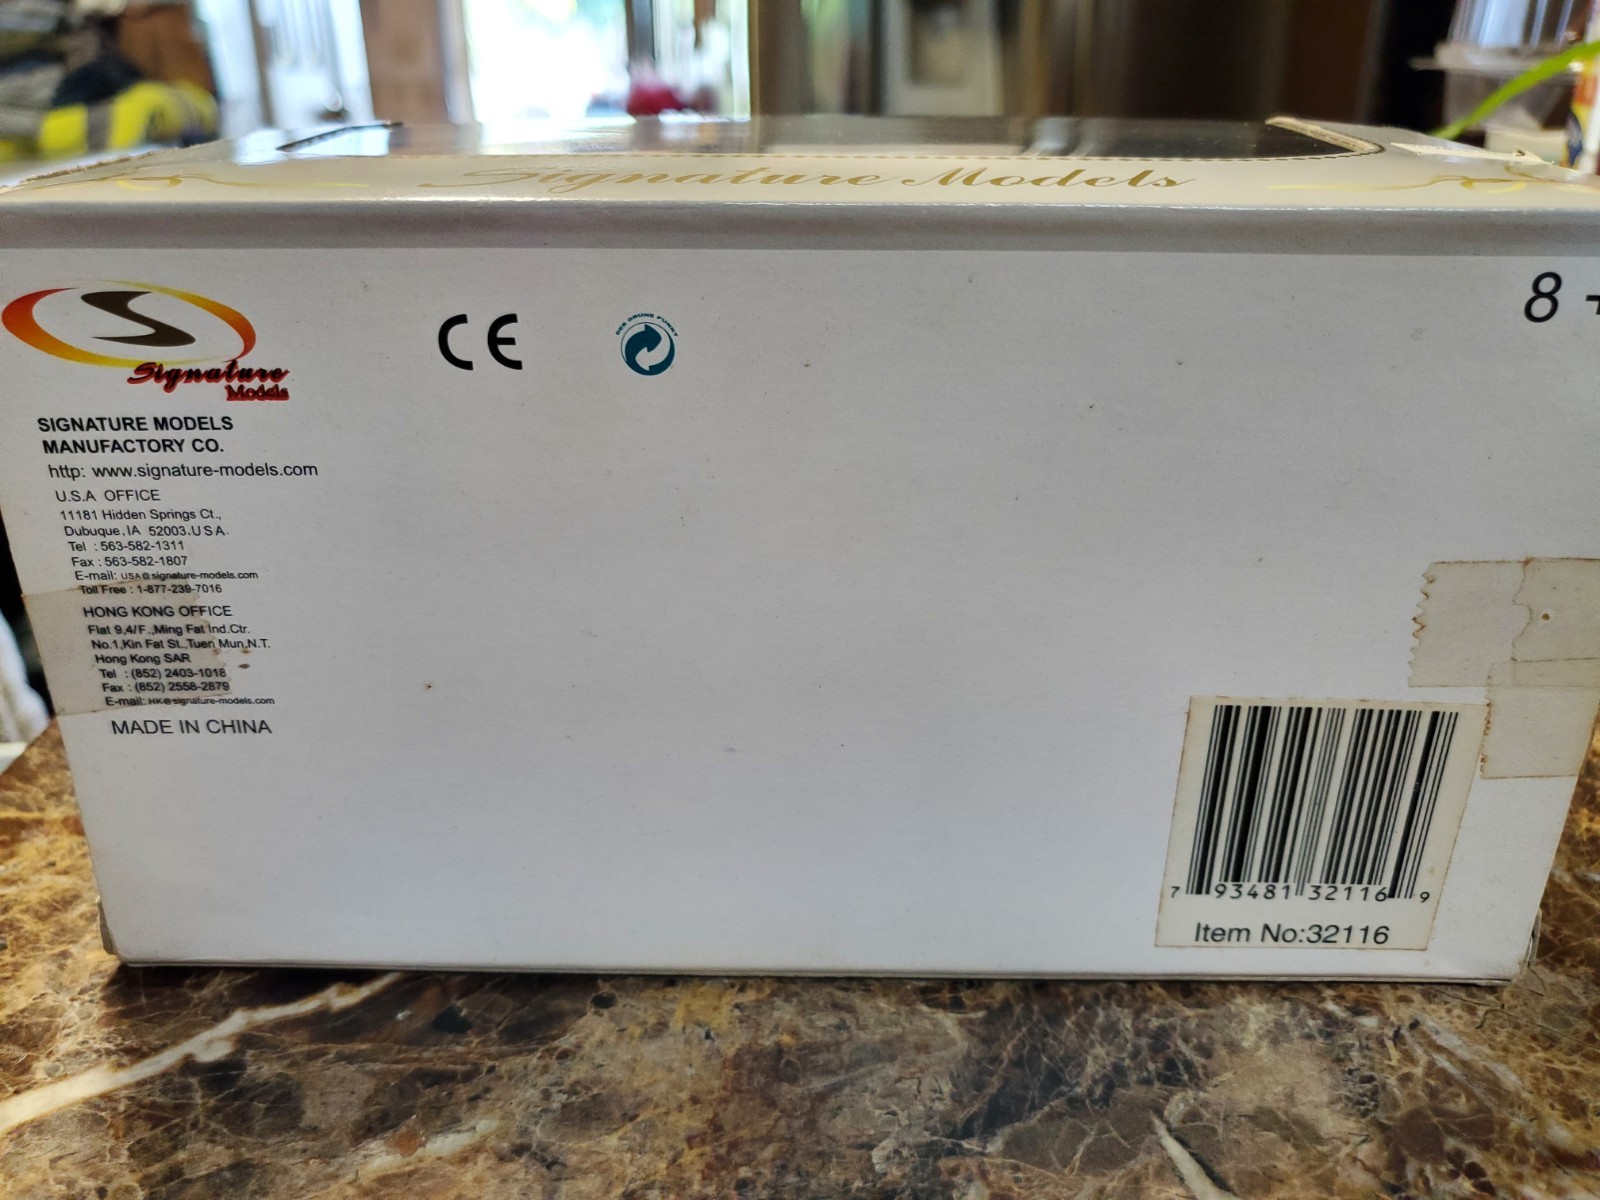 Signature Models
Signature
Models
CE
DER GRÜNE PUNKT
8 +
SIGNATURE MODELS
MANUFACTORY CO.
http: www.signature-models.com
U.S.A OFFICE
11181 Hidden Springs Ct.,
Dubuque,IA 52003,U S A.
Tel : 563-582-1311
Fax : 563-582-1807
E-mail: USA@signature-models.com
Toll Free : 1-877-239-7016
HONG KONG OFFICE
Flat 9,4/F.,Ming Fat Ind.Ctr.
No.1,Kin Fat St.,Tuen Mun,N.T.
Hong Kong SAR
Tel : (852) 2403-1018
Fax : (852) 2558-2879
E-mail: HK@signature-models.com
MADE IN CHINA
7 93481 32116 9
Item No:32116